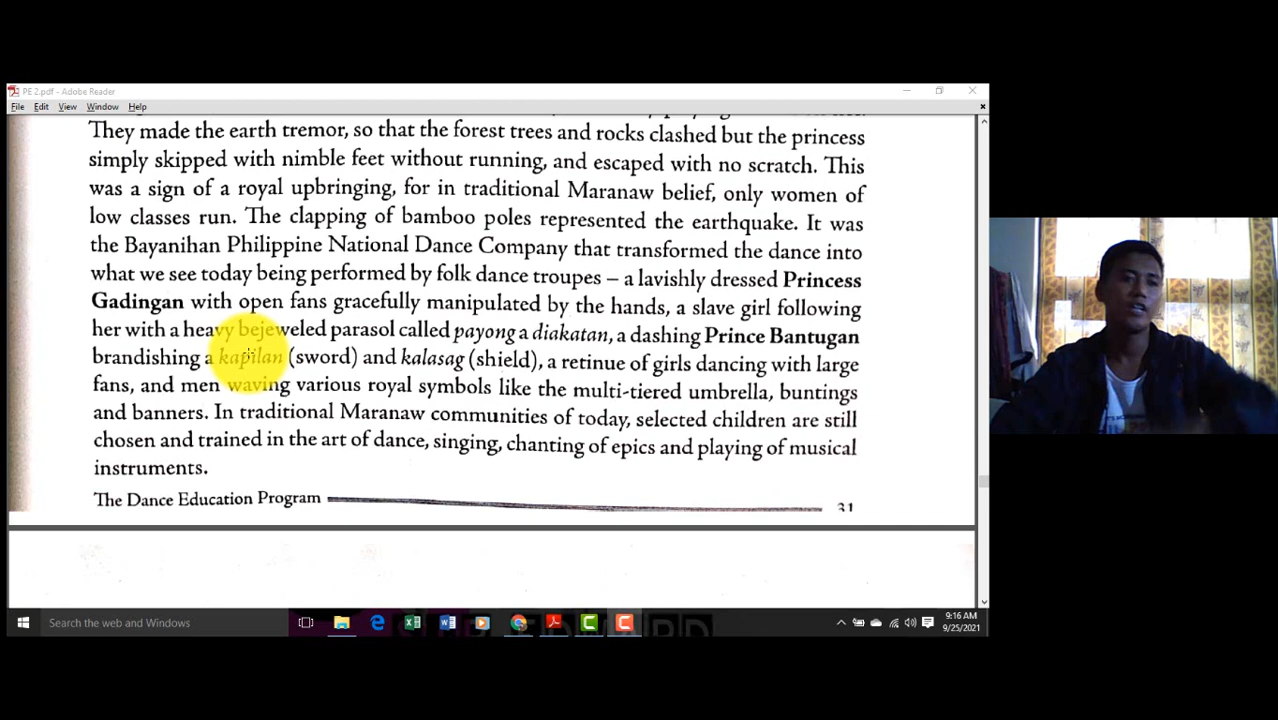 PE 2.pdf - Adobe Reader
File Edit View Window Help
They made the earth tremor, so that the forest trees and rocks clashed but the princess
simply skipped with nimble feet without running, and escaped with no scratch. This
was a sign of a royal upbringing, for in traditional Maranaw belief, only women of
low classes run. The clapping of bamboo poles represented the earthquake. It was
the Bayanihan Philippine National Dance Company that transformed the dance into
what we see today being performed by folk dance troupes – a lavishly dressed Princess
Gadingan with open fans gracefully manipulated by the hands, a slave girl following
her with a heavy bejeweled parasol called payong a diakatan, a dashing Prince Bantugan
brandishing a kapilan (sword) and kalasag (shield), a retinue of girls dancing with large
fans, and men waving various royal symbols like the multi-tiered umbrella, buntings
and banners. In traditional Maranaw communities of today, selected children are still
chosen and trained in the art of dance, singing, chanting of epics and playing of musical
instruments.
The Dance Education Program 31
Search the web and Windows
9:16 AM
9/25/2021